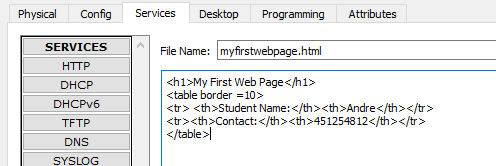 Physical Config Services Desktop Programming Attributes
SERVICES
HTTP
DHCP
DHCPv6
TFTP
DNS
SYSLOG
File Name: myfirstwebpage.html
<h1>My First Web Page</h1>
<table border =10>
<tr> <th>Student Name:</th><th>Andre</th></tr>
<tr><th>Contact:</th><th>451254812</th></tr>
</table>